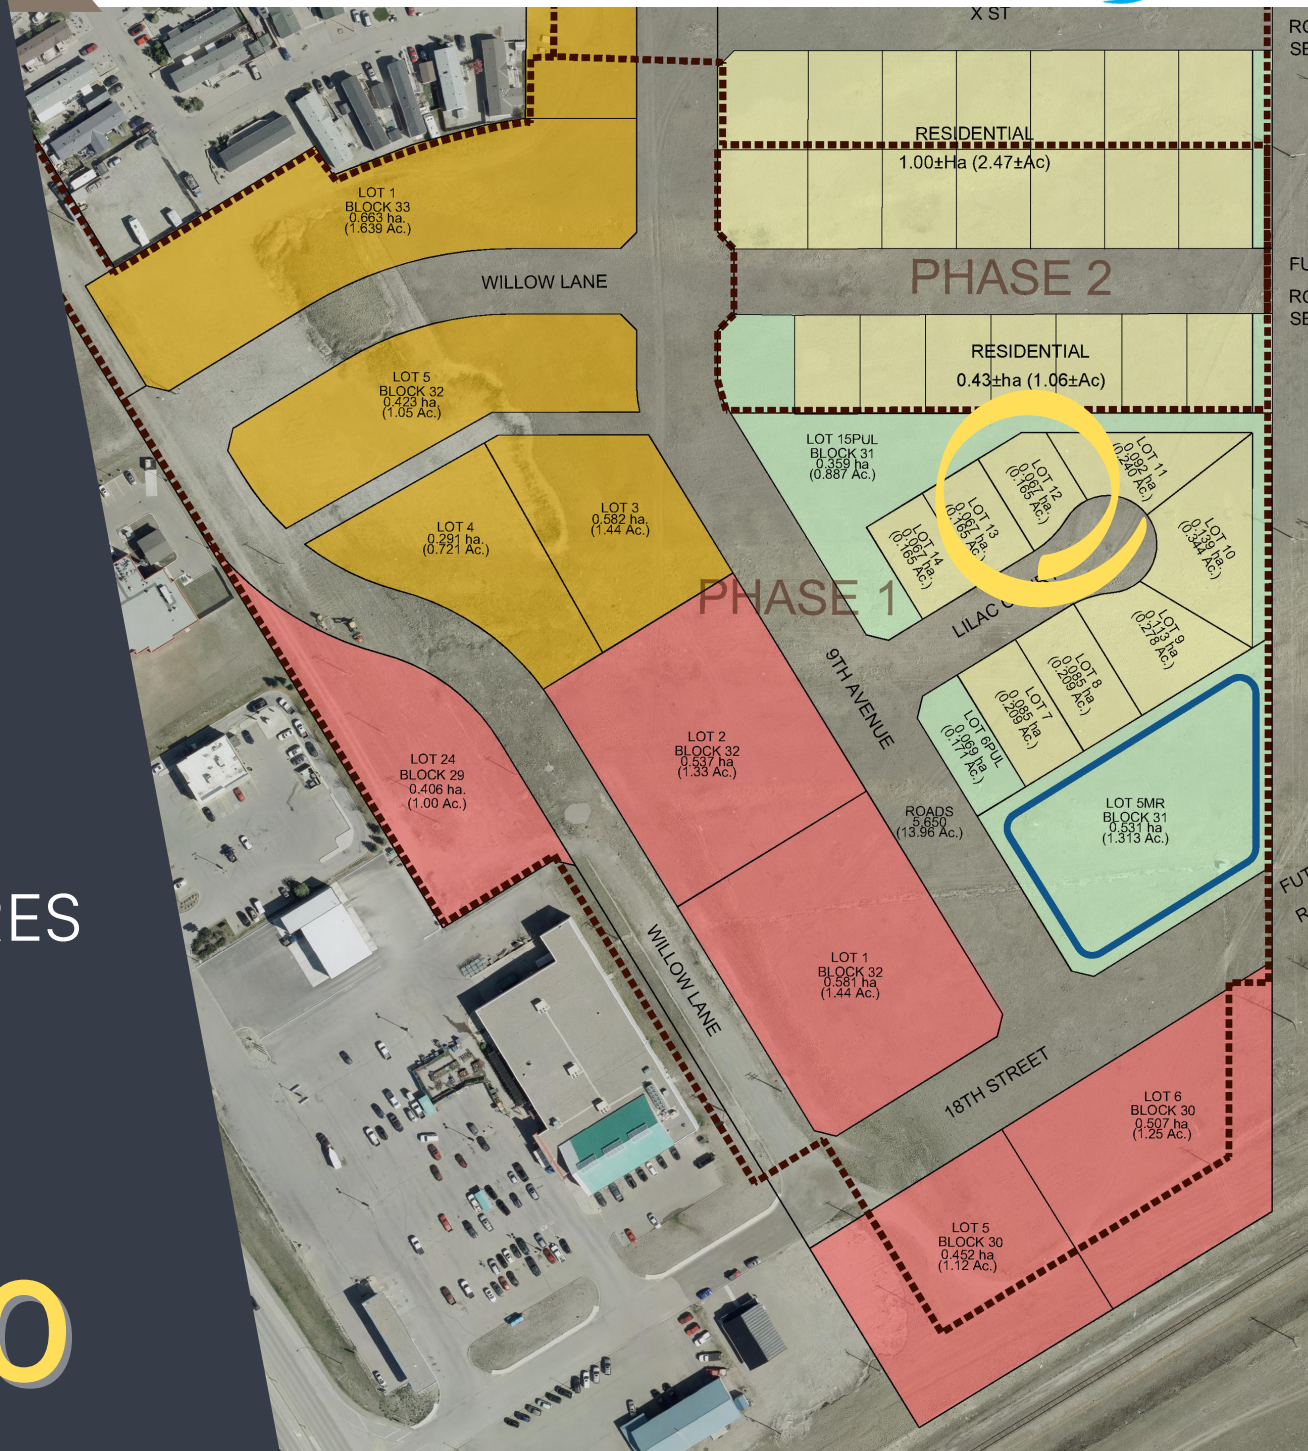 X ST
RO
SE
RESIDENTIAL
1.00±Ha (2.47±Ac)
LOT 1
BLOCK 33
0.663 ha.
(1.639 Ac.)
WILLOW LANE
PHASE 2
FU
RO
SE
RESIDENTIAL
0.43±ha (1.06±Ac)
LOT 5
BLOCK 32
0.423 ha.
(1.05 Ac.)
LOT 15PUL
BLOCK 31
0.359 ha
(0.887 Ac.)
LOT 11
0.092 ha
(0.240 Ac.)
LOT 12
0.067 ha.
(0.165 Ac.)
LOT 13
0.067 ha.
(0.165 Ac.)
LOT 14
0.067 ha.
(0.165 Ac.)
LOT 10
0.139 ha.
(0.344 Ac.)
LOT 3
0.582 ha.
(1.44 Ac.)
LOT 4
0.291 ha
(0.721 Ac.)
PHASE 1
LILAC
LOT 9
0.113 ha
(0.278 Ac.)
LOT 8
0.085 ha
(0.209 Ac.)
LOT 7
0.085 ha
(0.209 Ac.)
LOT 6PUL
0.069 ha
(0.171 Ac.)
9TH AVENUE
LOT 2
BLOCK 32
0.537 ha
(1.33 Ac.)
LOT 24
BLOCK 29
0.406 ha.
(1.00 Ac.)
ROADS
5.650
(13.96 Ac.)
LOT 5MR
BLOCK 31
0.531 ha
(1.313 Ac.)
FUT
R
RES
WILLOW LANE
LOT 1
BLOCK 32
0.581 ha
(1.44 Ac.)
18TH STREET
LOT 6
BLOCK 30
0.507 ha
(1.25 Ac.)
LOT 5
BLOCK 30
0.452 ha
(1.12 Ac.)
0